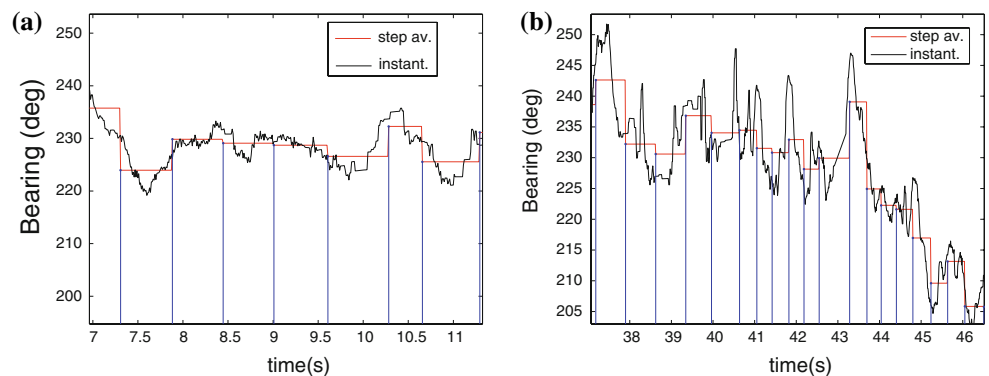 (a)
250
240
230
220
210
200
Bearing (deg)
step av.
instant.
7 7.5 8 8.5 9 9.5 10 10.5 11
time(s)
(b)
250
245
240
235
230
225
220
215
210
205
Bearing (deg)
step av.
instant.
38 39 40 41 42 43 44 45 46
time(s)